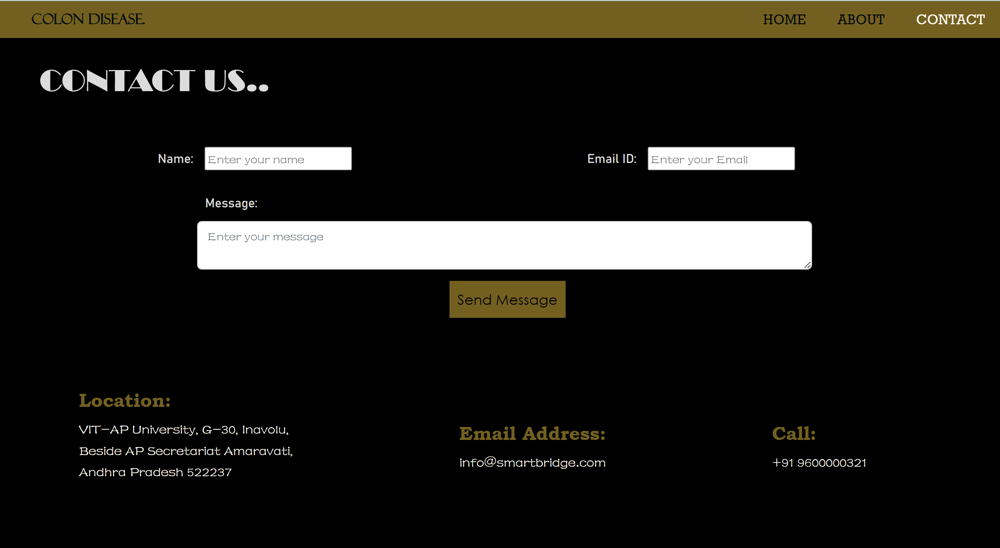 COLON DISEASE.
HOME ABOUT CONTACT
CONTACT US..
Name: Enter your name
Email ID: Enter your Email
Message:
Enter your message
Send Message
Location:
VIT-AP University, G-30, Inavolu,
Beside AP Secretariat Amaravati,
Andhra Pradesh 522237
Email Address:
info@smartbridge.com
Call:
+91 9600000321